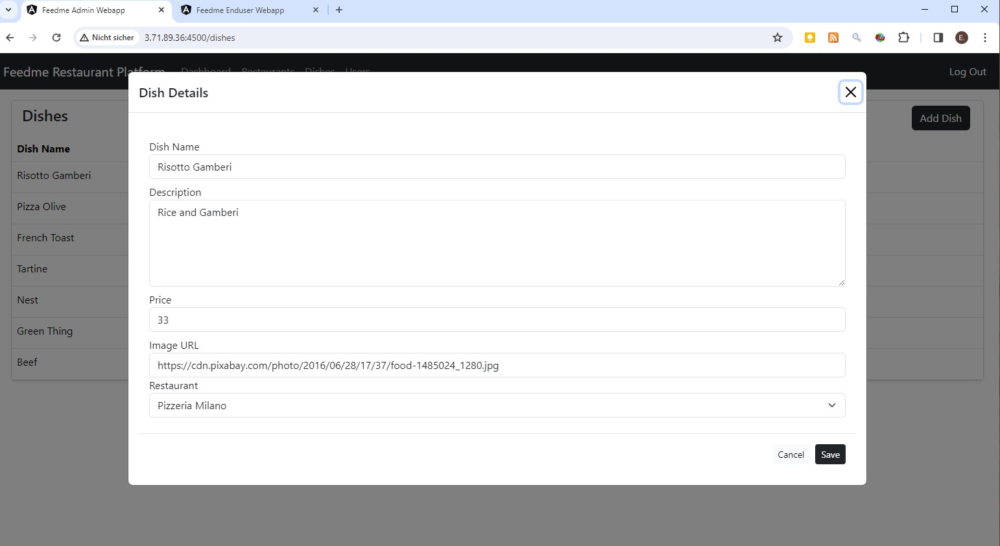 Feedme Admin Webapp
Feedme Enduser Webapp
Nicht sicher
3.71.89.36:4500/dishes
E.
Feedme Restaurant Platform Dashboard Restaurants Dishes Users
Log Out
Dish Details
Dishes
Add Dish
Dish Name
Risotto Gamberi
Pizza Olive
French Toast
Tartine
Nest
Green Thing
Beef
Dish Name
Risotto Gamberi
Description
Rice and Gamberi
Price
33
Image URL
https://cdn.pixabay.com/photo/2016/06/28/17/37/food-1485024_1280.jpg
Restaurant
Pizzeria Milano
Cancel
Save